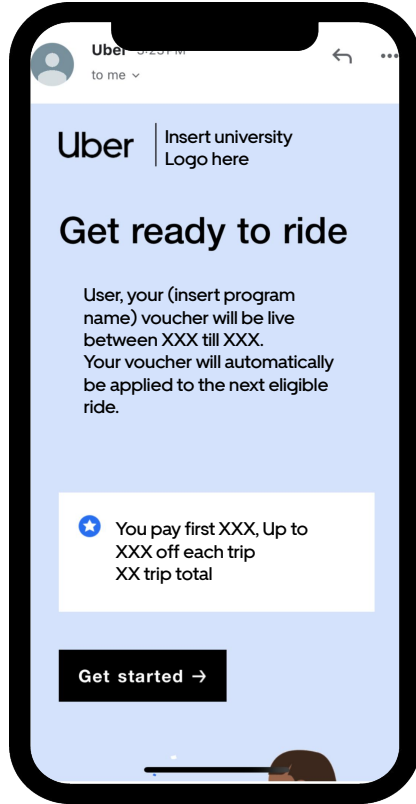 Uber
to me
Uber
Insert university
Logo here
Get ready to ride
User, your (insert program
name) voucher will be live
between XXX till XXX.
Your voucher will automatically
be applied to the next eligible
ride.
You pay first XXX, Up to
XXX off each trip
XX trip total
Get started →